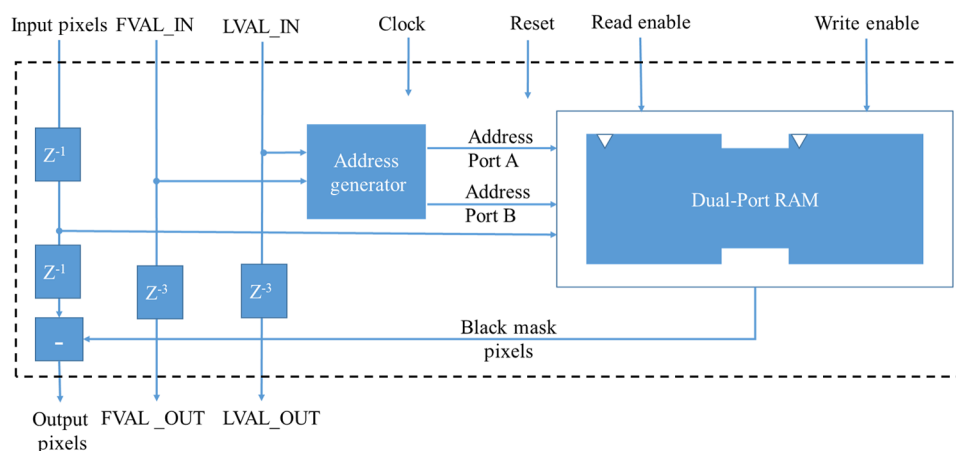 Input pixels FVAL_IN LVAL_IN Clock Reset Read enable Write enable
Z-1
Address
generator
Address
Port A
Address
Port B
Dual-Port RAM
Z-1
Z-3
Z-3
-
Black mask
pixels
Output
pixels
FVAL _OUT
LVAL_OUT